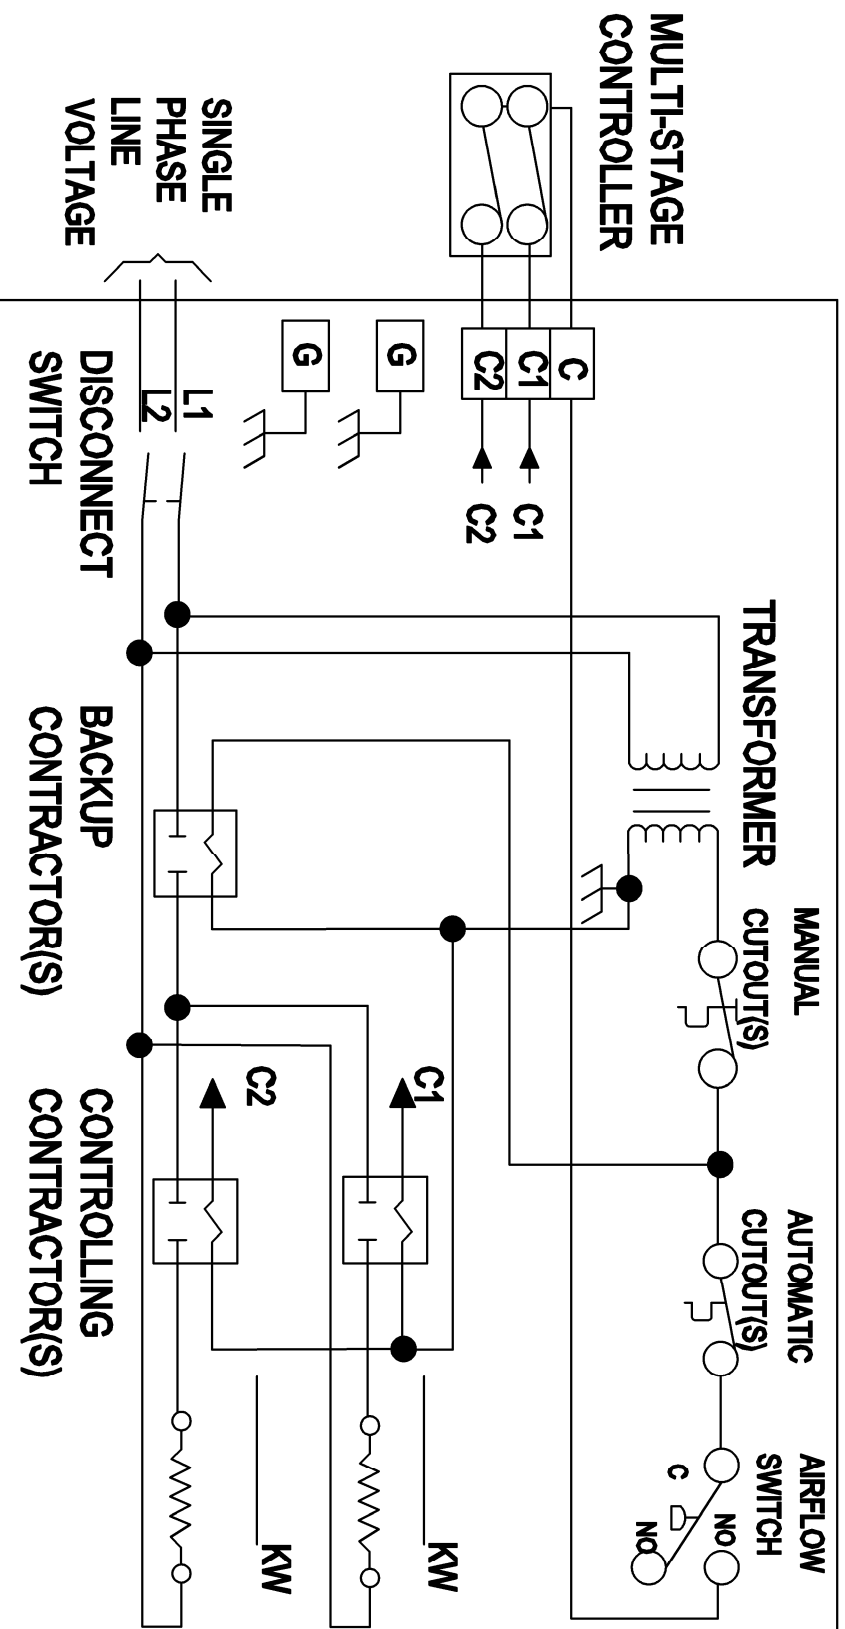 MULTI-STAGE
CONTROLLER
SINGLE
PHASE
LINE
VOLTAGE
C
C1
C2
C1
C2
G
G
L1
L2
DISCONNECT
SWITCH
TRANSFORMER
MANUAL
CUTOUT(S)
AUTOMATIC
CUTOUT(S)
AIRFLOW
SWITCH
C
NO
NO
BACKUP
CONTRACTOR(S)
C1
C2
CONTROLLING
CONTRACTOR(S)
KW
KW